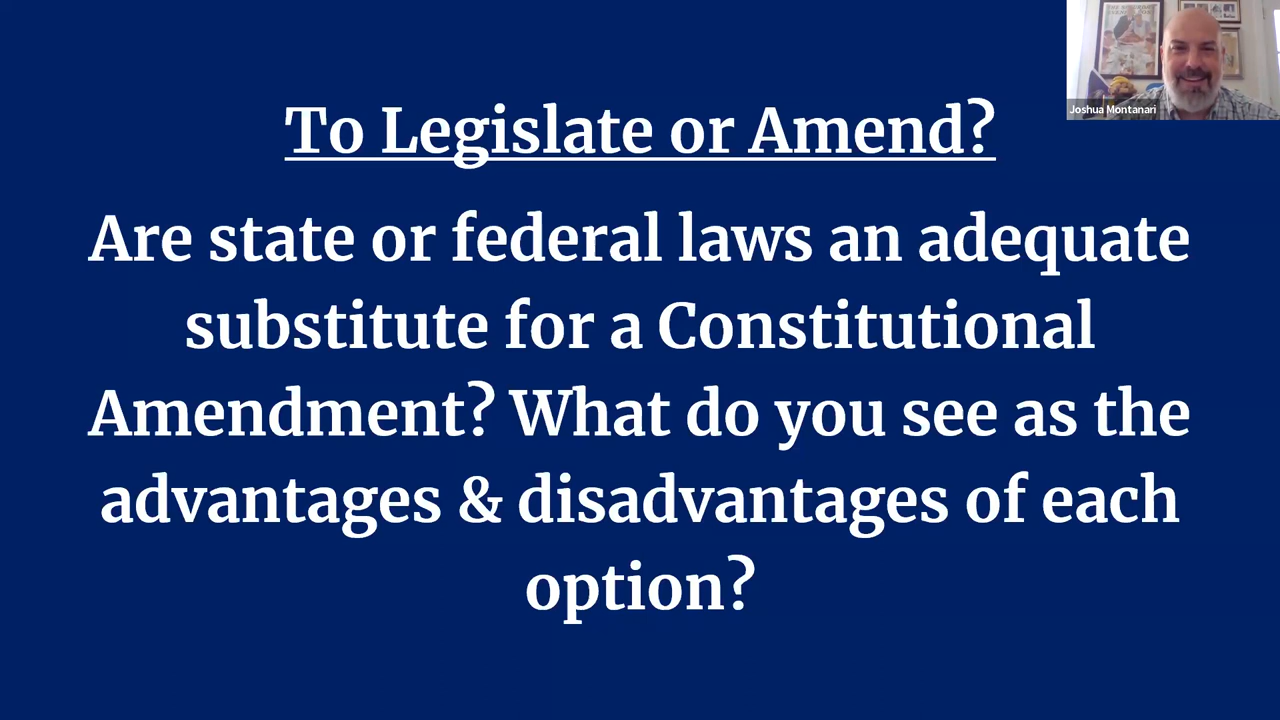 To Legislate or Amend?
Joshua Montanari
Are state or federal laws an adequate
substitute for a Constitutional
Amendment? What do you see as the
advantages & disadvantages of each
option?